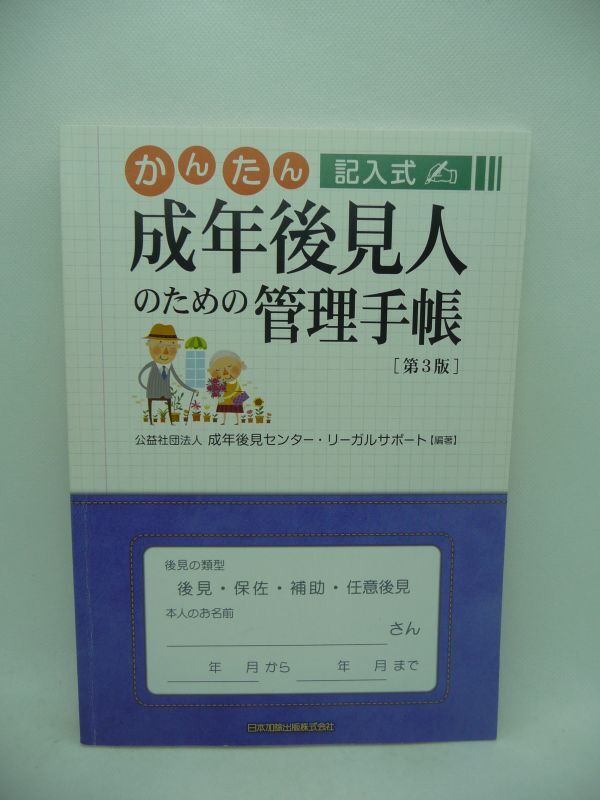 かんたん 記入式
成年後見人
のための管理手帳
[第3版]
公益社団法人 成年後見センター・リーガルサポート【編著】
後見の類型
後見・保佐・補助・任意後見
本人のお名前
さん
年 月から 年 月まで
日本加除出版株式会社